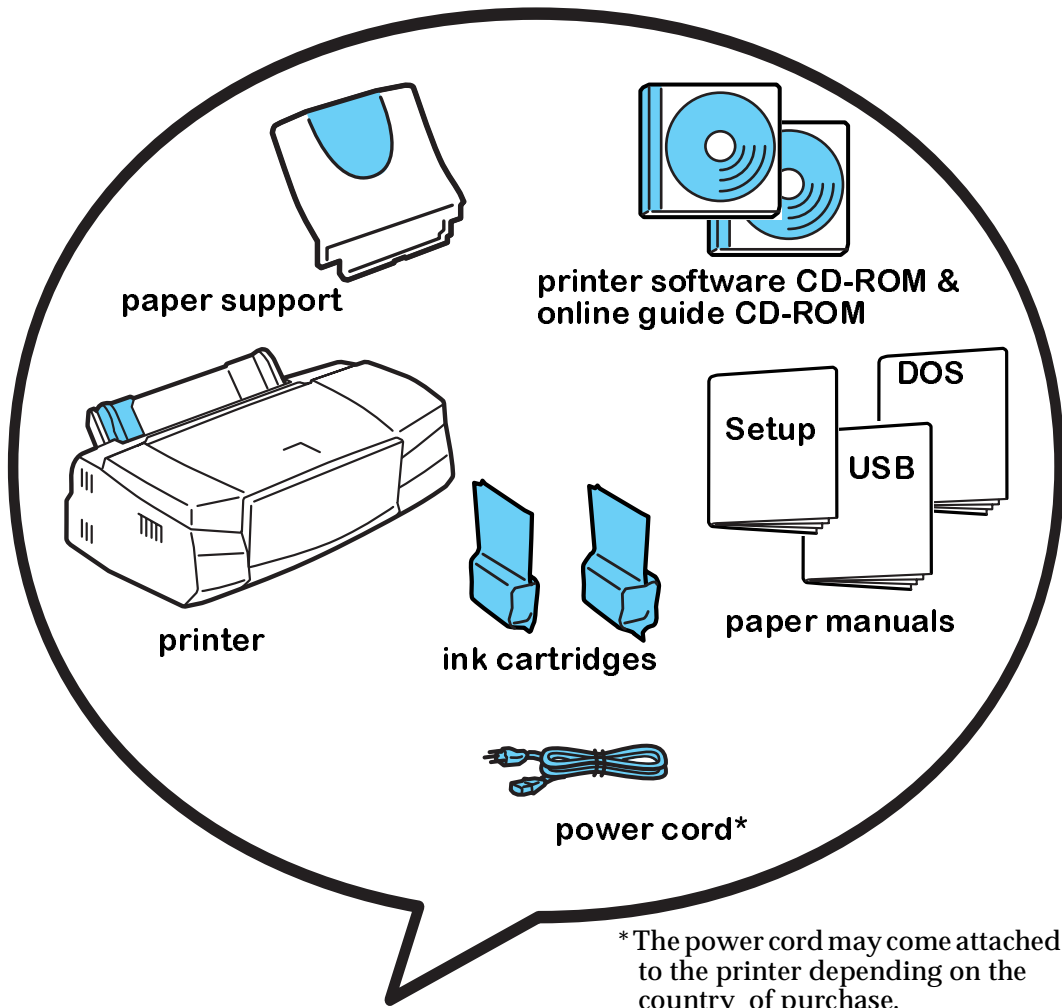 paper support
printer software CD-ROM &
online guide CD-ROM
DOS
Setup
USB
printer
ink cartridges
paper manuals
power cord*
* The power cord may come attached
to the printer depending on the
country of purchase.